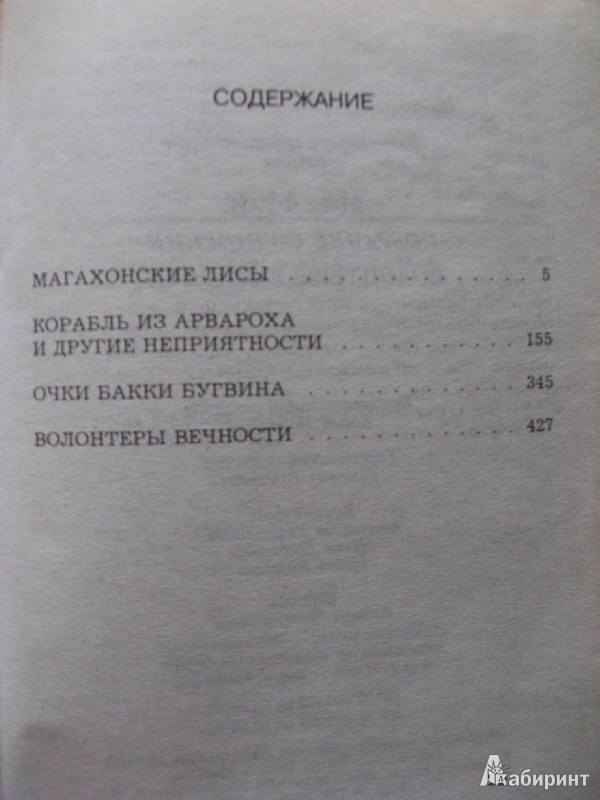 СОДЕРЖАНИЕ
МАГАХОНСКИЕ ЛИСЫ . . . . . . . . . . . . . . . 5
КОРАБЛЬ ИЗ АРВАРОХА
И ДРУГИЕ НЕПРИЯТНОСТИ . . . . . . . . . . . 155
ОЧКИ БАККИ БУГВИНА . . . . . . . . . . . . . 345
ВОЛОНТЕРЫ ВЕЧНОСТИ . . . . . . . . . . . . . 427
Лабиринт